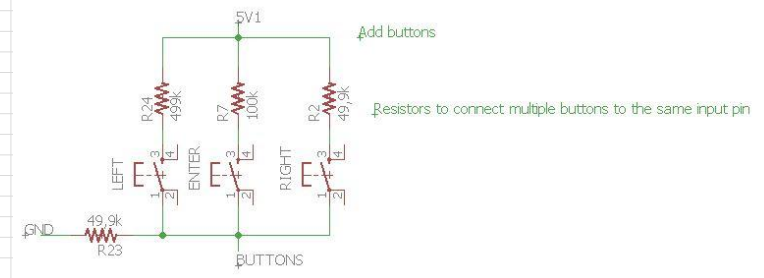 5V1
Add buttons
R24
499k
R7
100k
R2
49,9k
Resistors to connect multiple buttons to the same input pin
LEFT
3
4
1
2
ENTER
3
4
1
2
RIGHT
3
4
1
2
GND
49,9k
R23
BUTTONS